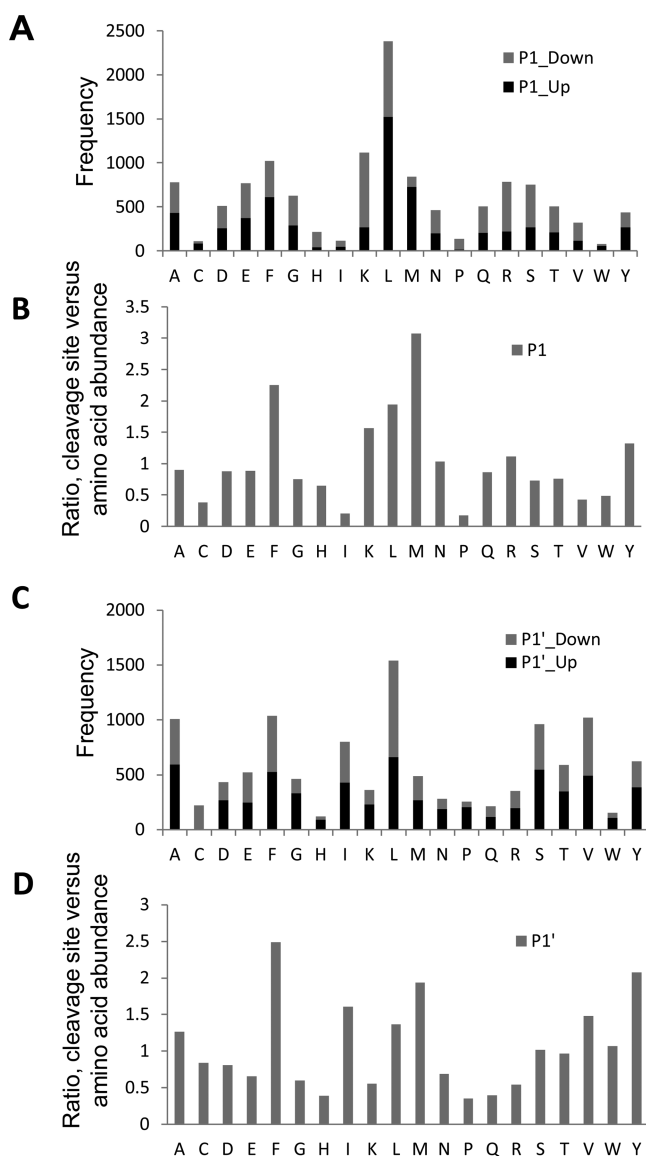 A
Frequency
2500
2000
1500
1000
500
0
P1_Down
P1_Up
A C D E F G H I K L M N P Q R S T V W Y
B
Ratio, cleavage site versus
amino acid abundance
3.5
3
2.5
2
1.5
1
0.5
0
P1
A C D E F G H I K L M N P Q R S T V W Y
C
Frequency
2000
1500
1000
500
0
P1'_Down
P1'_Up
A C D E F G H I K L M N P Q R S T V W Y
D
Ratio, cleavage site versus
amino acid abundance
3
2.5
2
1.5
1
0.5
0
P1'
A C D E F G H I K L M N P Q R S T V W Y